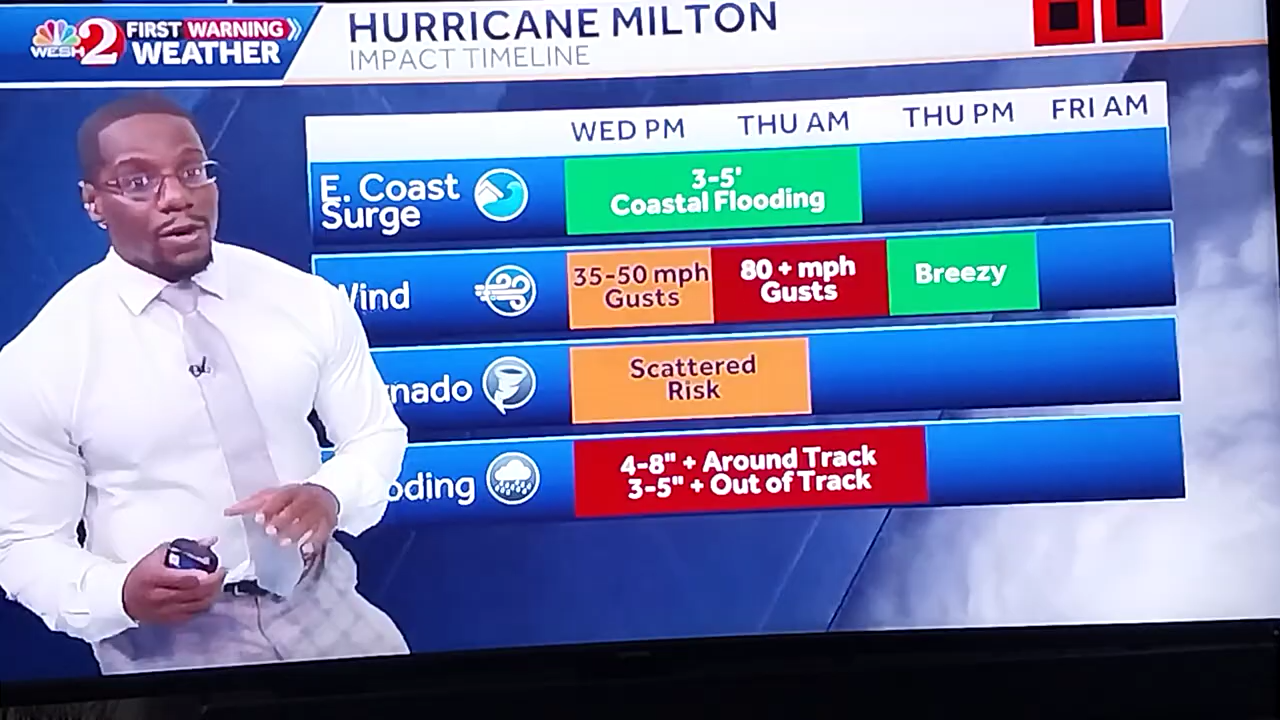 WESH 2 FIRST WARNING
WEATHER
HURRICANE MILTON
IMPACT TIMELINE
WED PM THU AM THU PM FRI AM
E. Coast
Surge
3-5'
Coastal Flooding
Wind
35-50 mph
Gusts
80 + mph
Gusts
Breezy
nado
Scattered
Risk
oding
4-8" + Around Track
3-5" + Out of Track